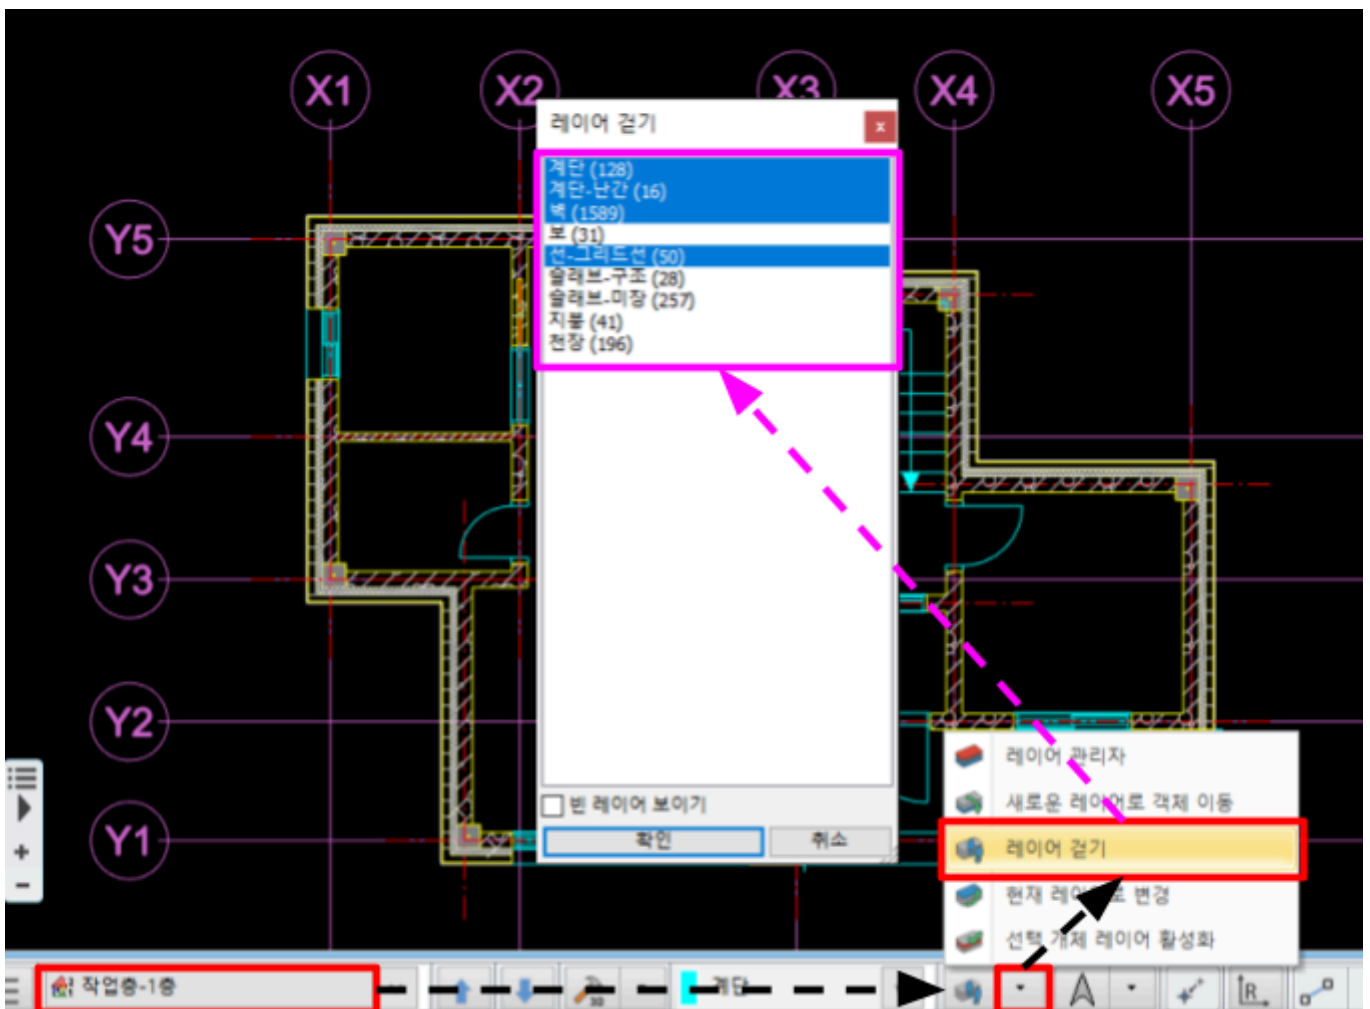 X1
X2
X3
X4
X5
레이어 걷기
x
계단 (128)
계단-난간 (16)
벽 (1589)
보 (31)
선-그리드선 (50)
슬래브-구조 (28)
슬래브-미장 (257)
지붕 (41)
천장 (196)
Y5
Y4
Y3
Y2
Y1
빈 레이어 보이기
확인
취소
레이어 관리자
새로운 레이어로 객체 이동
레이어 걷기
현재 레이어로 변경
선택 개체 레이어 활성화
작업층-1층
3D
계단
R